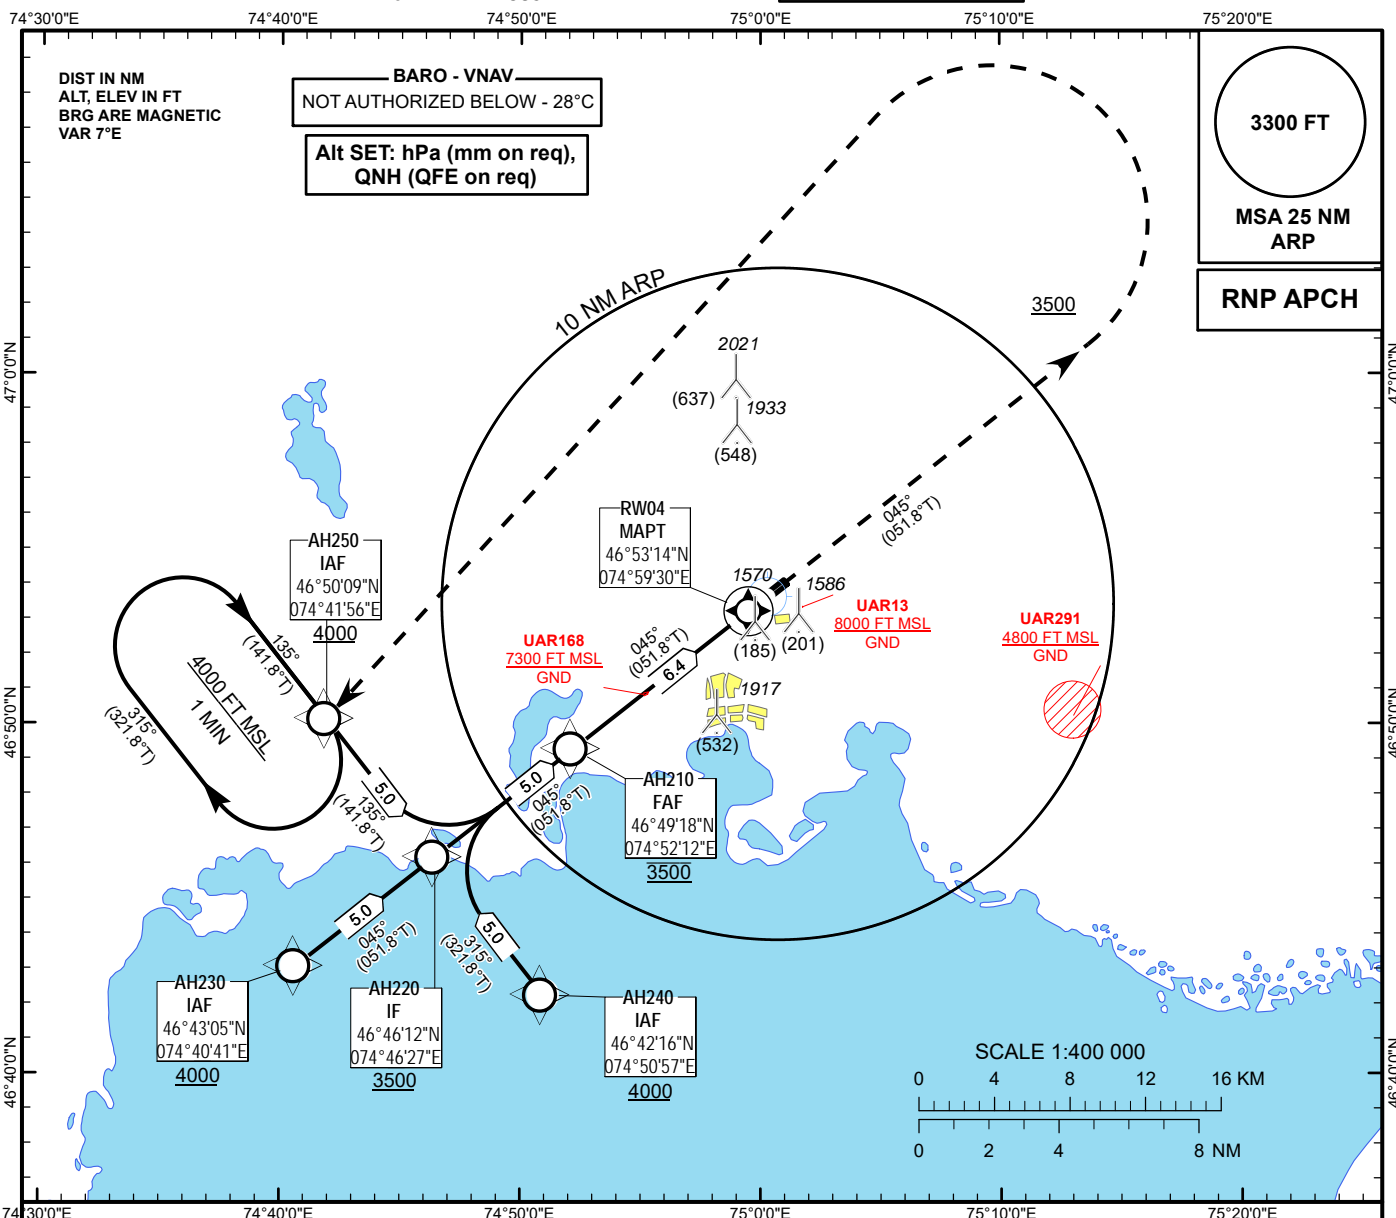 74°30'0"E
74°40'0"E
74°50'0"E
75°0'0"E
75°10'0"E
75°20'0"E
DIST IN NM
ALT, ELEV IN FT
BRG ARE MAGNETIC
VAR 7°E
BARO - VNAV
NOT AUTHORIZED BELOW - 28°C
Alt SET: hPa (mm on req),
QNH (QFE on req)
3300 FT
MSA 25 NM
ARP
RNP APCH
10 NM ARP
3500
47°0'0"N
47°0'0"N
2021
(637)
1933
(548)
RW04
MAPT
46°53'14"N
074°59'30"E
045°
(051.8°T)
AH250
IAF
46°50'09"N
074°41'56"E
4000
1570
1586
(185)
(201)
UAR13
8000 FT MSL
GND
UAR291
4800 FT MSL
GND
UAR168
7300 FT MSL
GND
045°
(051.8°T)
6.4
135°
(141.8°T)
4000 FT MSL
1 MIN
315°
(321.8°T)
1917
(532)
46°50'0"N
46°50'0"N
5.0
135°
(141.8°T)
5.0
045°
(051.8°T)
AH210
FAF
46°49'18"N
074°52'12"E
3500
5.0
045°
(051.8°T)
5.0
315°
(321.8°T)
AH230
IAF
46°43'05"N
074°40'41"E
4000
AH220
IF
46°46'12"N
074°46'27"E
3500
AH240
IAF
46°42'16"N
074°50'57"E
4000
46°40'0"N
46°40'0"N
SCALE 1:400 000
0 4 8 12 16 KM
0 2 4 8 NM
74°30'0"E
74°40'0"E
74°50'0"E
75°0'0"E
75°10'0"E
75°20'0"E